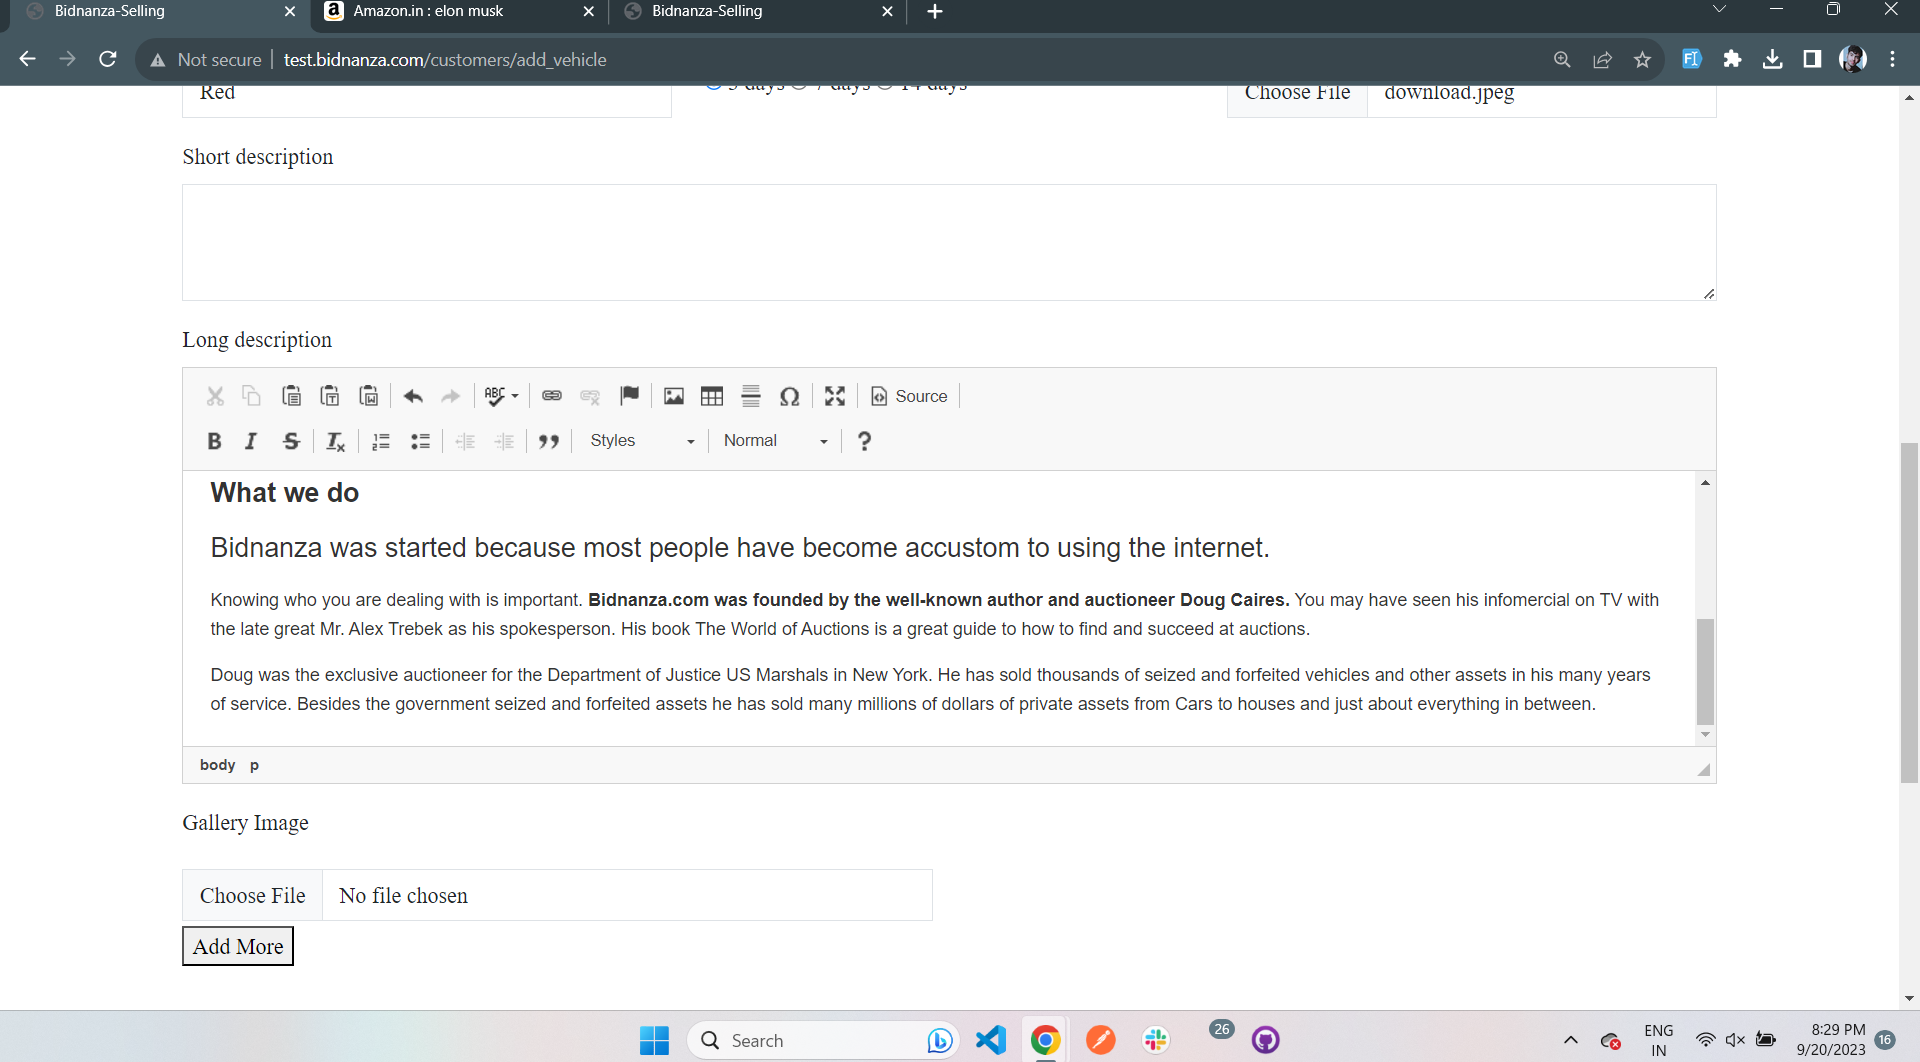 Bidnanza-Selling
Amazon.in : elon musk
Bidnanza-Selling
Not secure
test.bidnanza.com/customers/add_vehicle
Red
3 days 7 days 14 days
Choose File download.jpeg
Short description
Long description
ABC
Source
B I S Tx
Styles
Normal
?
What we do
Bidnanza was started because most people have become accustom to using the internet.
Knowing who you are dealing with is important. Bidnanza.com was founded by the well-known author and auctioneer Doug Caires. You may have seen his infomercial on TV with
the late great Mr. Alex Trebek as his spokesperson. His book The World of Auctions is a great guide to how to find and succeed at auctions.
Doug was the exclusive auctioneer for the Department of Justice US Marshals in New York. He has sold thousands of seized and forfeited vehicles and other assets in his many years
of service. Besides the government seized and forfeited assets he has sold many millions of dollars of private assets from Cars to houses and just about everything in between.
body p
Gallery Image
Choose File No file chosen
Add More
Search
26
ENG
IN
8:29 PM
9/20/2023
16